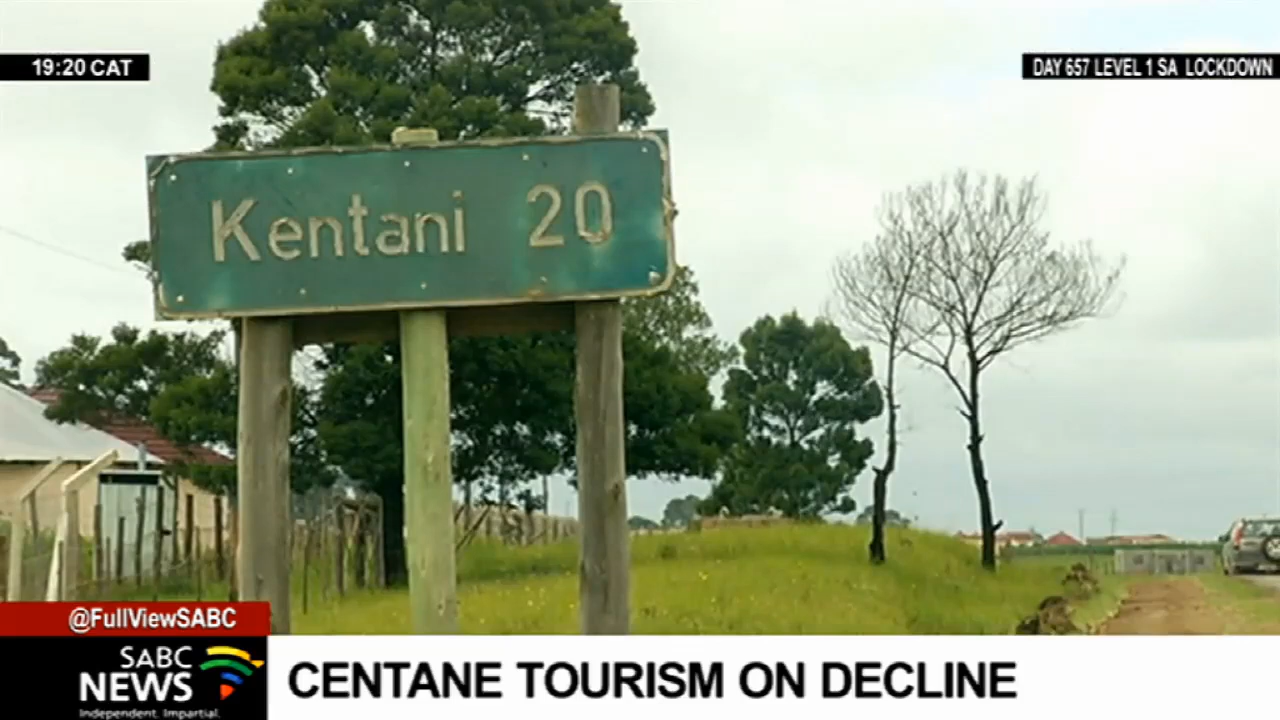 19:20 CAT
DAY 657 LEVEL 1 SA LOCKDOWN
Kentani 20
@FullViewSABC
SABC
NEWS
Independent. Impartial.
CENTANE TOURISM ON DECLINE